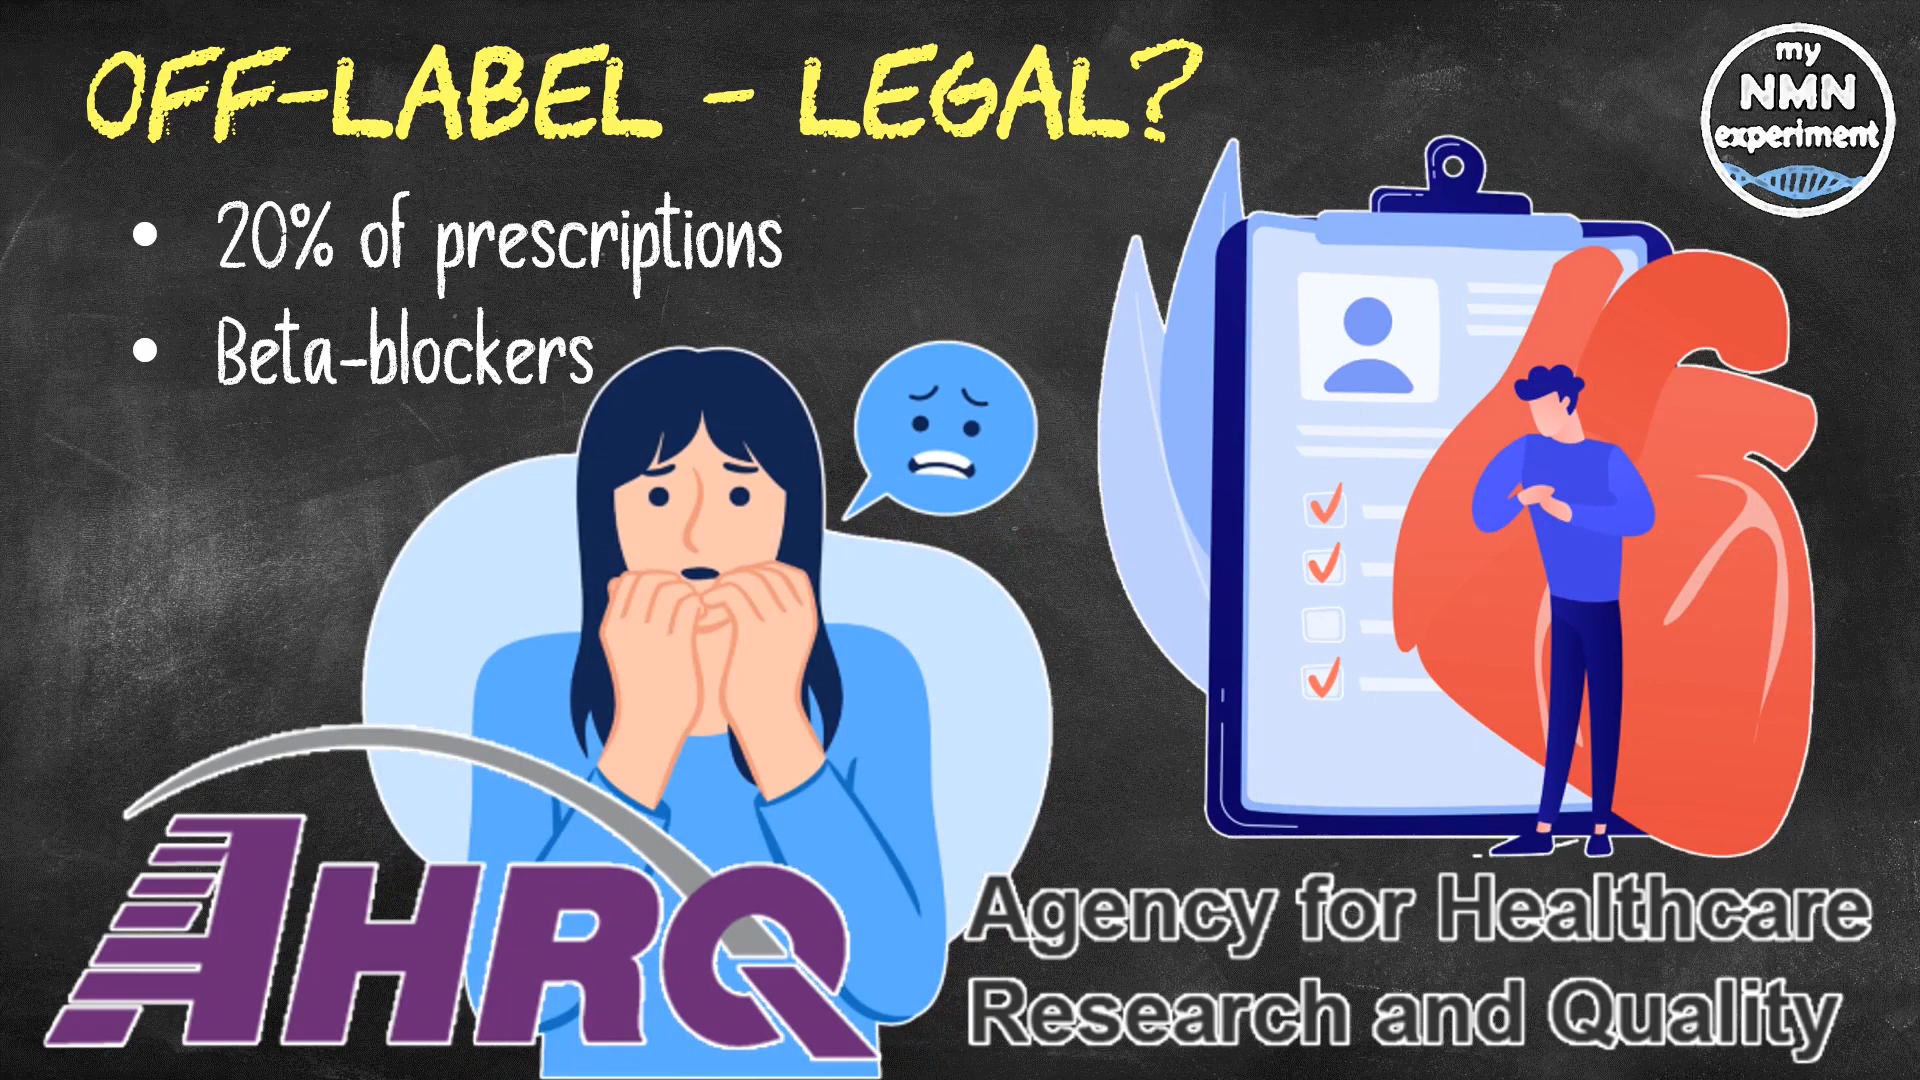 OFF-LABEL - LEGAL?
my
NMN
experiment
• 20% of prescriptions
• Beta-blockers
AHRQ
Agency for Healthcare
Research and Quality